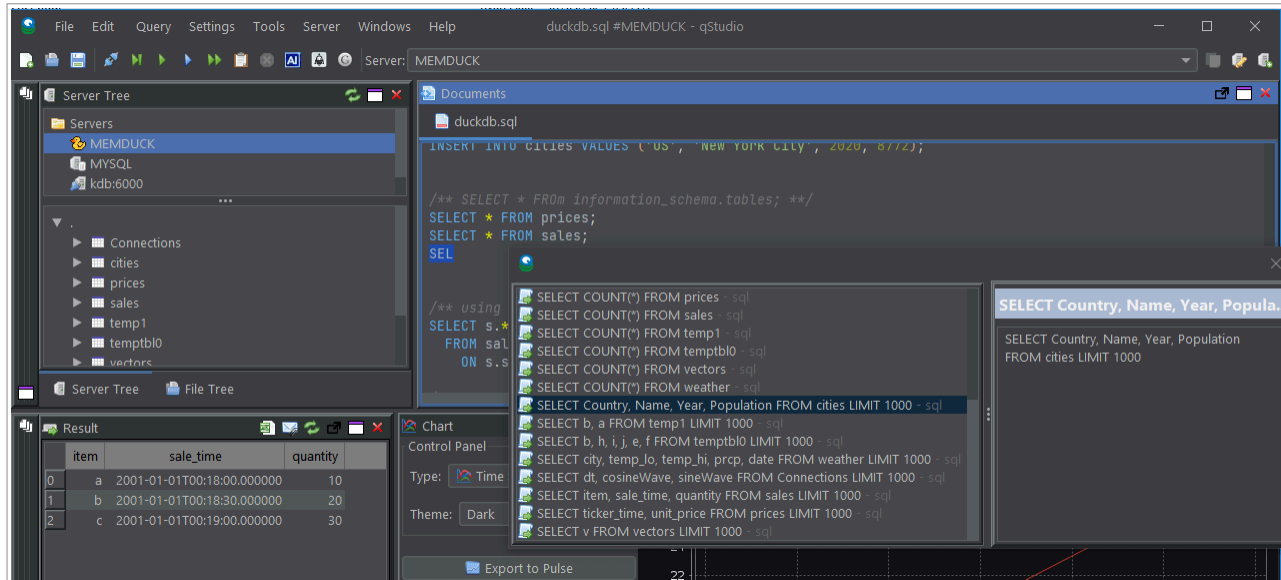 File Edit Query Settings Tools Server Windows Help duckdb.sql #MEMDUCK - qStudio
AI Server: MEMDUCK
Server Tree
Servers
MEMDUCK
MYSQL
kdb:6000
.
Connections
cities
prices
sales
temp1
temptbl0
vectors
Server Tree File Tree
Documents
duckdb.sql
INSERT INTO cities VALUES ('US', 'New York City', 2020, 8772);
/** SELECT * FROm information_schema.tables; **/
SELECT * FROM prices;
SELECT * FROM sales;
SEL
/** using
SELECT s.*
FROM sal
ON s.s
SELECT COUNT(*) FROM prices - sql
SELECT COUNT(*) FROM sales - sql
SELECT COUNT(*) FROM temp1 - sql
SELECT COUNT(*) FROM temptbl0 - sql
SELECT COUNT(*) FROM vectors - sql
SELECT COUNT(*) FROM weather - sql
SELECT Country, Name, Year, Population FROM cities LIMIT 1000 - sql
SELECT b, a FROM temp1 LIMIT 1000 - sql
SELECT b, h, i, j, e, f FROM temptbl0 LIMIT 1000 - sql
SELECT city, temp_lo, temp_hi, prcp, date FROM weather LIMIT 1000 - sql
SELECT dt, cosineWave, sineWave FROM Connections LIMIT 1000 - sql
SELECT item, sale_time, quantity FROM sales LIMIT 1000 - sql
SELECT ticker_time, unit_price FROM prices LIMIT 1000 - sql
SELECT v FROM vectors LIMIT 1000 - sql
SELECT Country, Name, Year, Popula...
SELECT Country, Name, Year, Population
FROM cities LIMIT 1000
Result
item sale_time quantity
0 a 2001-01-01T00:18:00.000000 10
1 b 2001-01-01T00:18:30.000000 20
2 c 2001-01-01T00:19:00.000000 30
Chart
Control Panel
Type: Time
Theme: Dark
Export to Pulse
22